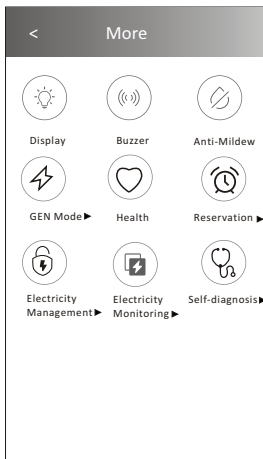 < More
Display Buzzer Anti-Mildew
GEN Mode▶ Health Reservation ▶
Electricity Electricity Self-diagnosis▶
Management▶ Monitoring ▶